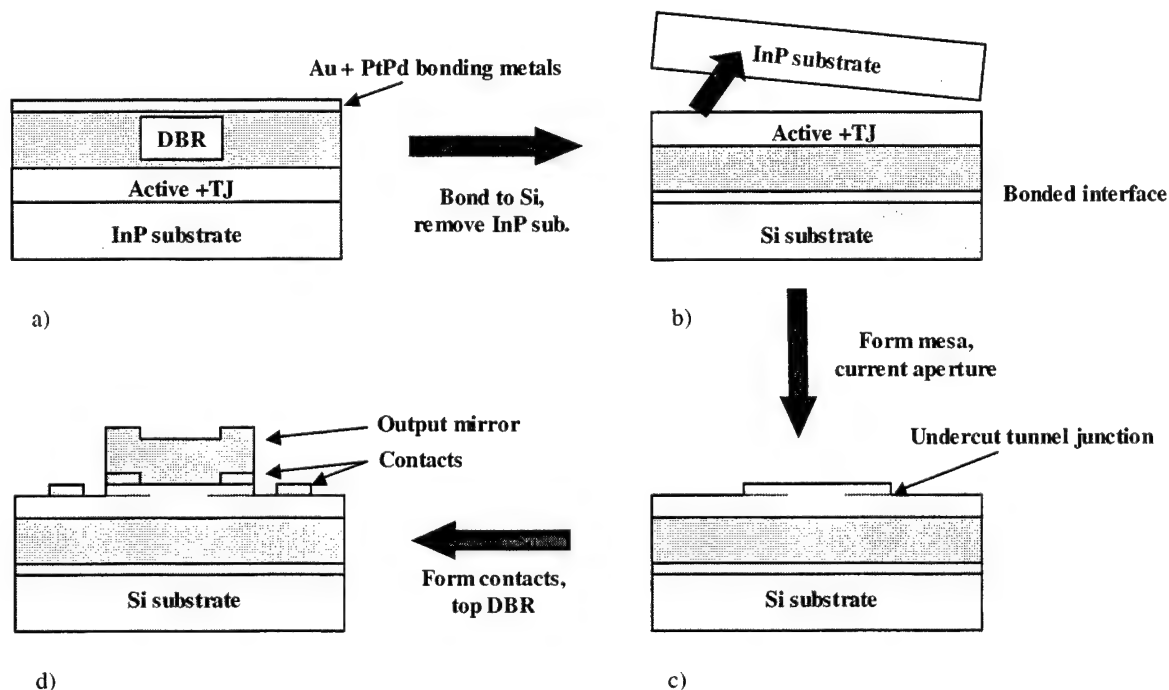 Au + PtPd bonding metals
DBR
Active +TJ
InP substrate
a)
Bond to Si,
remove InP sub.
InP substrate
Active +TJ
Bonded interface
Si substrate
b)
Form mesa,
current aperture
Undercut tunnel junction
Si substrate
c)
Form contacts,
top DBR
Output mirror
Contacts
Si substrate
d)